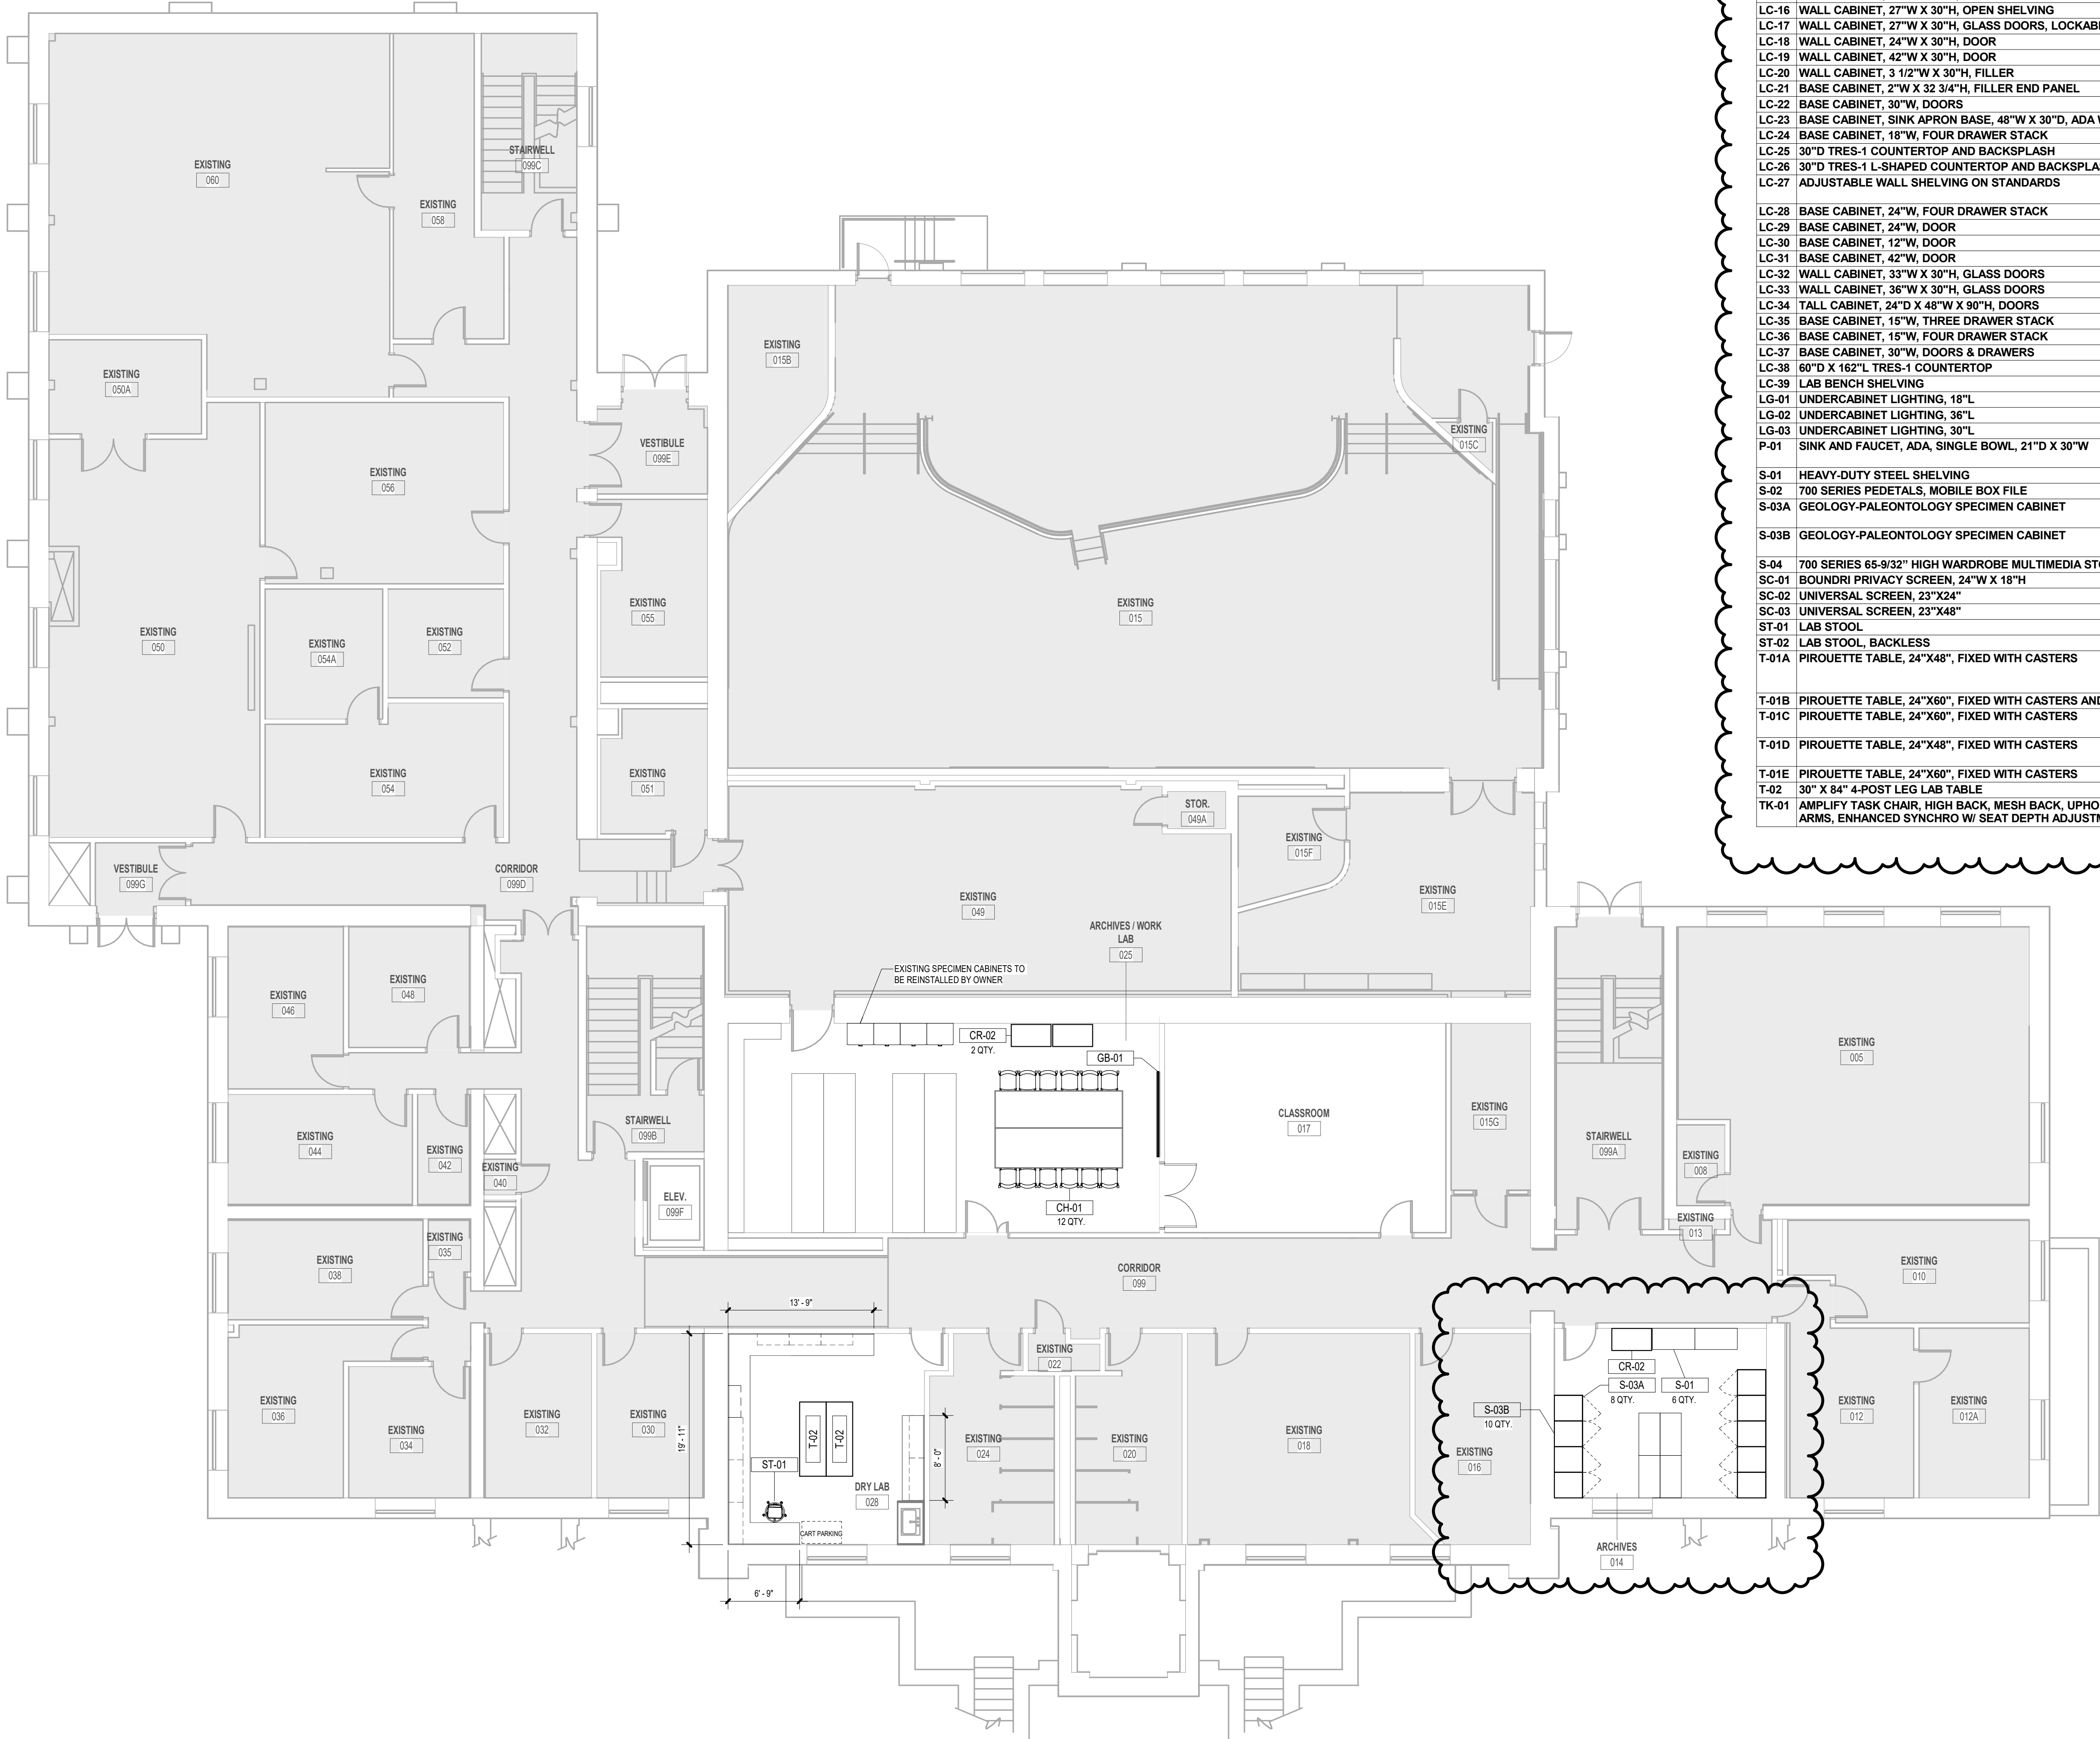 LC-16 WALL CABINET, 27"W X 30"H, OPEN SHELVING
LC-17 WALL CABINET, 27"W X 30"H, GLASS DOORS, LOCKAB
LC-18 WALL CABINET, 24"W X 30"H, DOOR
LC-19 WALL CABINET, 42"W X 30"H, DOOR
LC-20 WALL CABINET, 3 1/2"W X 30"H, FILLER
LC-21 BASE CABINET, 2"W X 32 3/4"H, FILLER END PANEL
LC-22 BASE CABINET, 30"W, DOORS
LC-23 BASE CABINET, SINK APRON BASE, 48"W X 30"D, ADA
LC-24 BASE CABINET, 18"W, FOUR DRAWER STACK
LC-25 30"D TRES-1 COUNTERTOP AND BACKSPLASH
LC-26 30"D TRES-1 L-SHAPED COUNTERTOP AND BACKSPLA
LC-27 ADJUSTABLE WALL SHELVING ON STANDARDS
LC-28 BASE CABINET, 24"W, FOUR DRAWER STACK
LC-29 BASE CABINET, 24"W, DOOR
LC-30 BASE CABINET, 12"W, DOOR
LC-31 BASE CABINET, 42"W, DOOR
LC-32 WALL CABINET, 33"W X 30"H, GLASS DOORS
LC-33 WALL CABINET, 36"W X 30"H, GLASS DOORS
LC-34 TALL CABINET, 24"D X 48"W X 90"H, DOORS
LC-35 BASE CABINET, 15"W, THREE DRAWER STACK
LC-36 BASE CABINET, 15"W, FOUR DRAWER STACK
LC-37 BASE CABINET, 30"W, DOORS & DRAWERS
LC-38 60"D X 162"L TRES-1 COUNTERTOP
LC-39 LAB BENCH SHELVING
LG-01 UNDERCABINET LIGHTING, 18"L
LG-02 UNDERCABINET LIGHTING, 36"L
LG-03 UNDERCABINET LIGHTING, 30"L
P-01 SINK AND FAUCET, ADA, SINGLE BOWL, 21"D X 30"W
S-01 HEAVY-DUTY STEEL SHELVING
S-02 700 SERIES PEDETALS, MOBILE BOX FILE
S-03A GEOLOGY-PALEONTOLOGY SPECIMEN CABINET
S-03B GEOLOGY-PALEONTOLOGY SPECIMEN CABINET
S-04 700 SERIES 65-9/32” HIGH WARDROBE MULTIMEDIA STO
SC-01 BOUNDRI PRIVACY SCREEN, 24"W X 18"H
SC-02 UNIVERSAL SCREEN, 23"X24"
SC-03 UNIVERSAL SCREEN, 23"X48"
ST-01 LAB STOOL
ST-02 LAB STOOL, BACKLESS
T-01A PIROUETTE TABLE, 24"X48", FIXED WITH CASTERS
T-01B PIROUETTE TABLE, 24"X60", FIXED WITH CASTERS AND
T-01C PIROUETTE TABLE, 24"X60", FIXED WITH CASTERS
T-01D PIROUETTE TABLE, 24"X48", FIXED WITH CASTERS
T-01E PIROUETTE TABLE, 24"X60", FIXED WITH CASTERS
T-02 30" X 84" 4-POST LEG LAB TABLE
TK-01 AMPLIFY TASK CHAIR, HIGH BACK, MESH BACK, UPHO
ARMS, ENHANCED SYNCHRO W/ SEAT DEPTH ADJUSTM
EXISTING
060
STAIRWELL
099C
EXISTING
058
EXISTING
050A
EXISTING
015B
VESTIBULE
099E
EXISTING
015C
EXISTING
056
EXISTING
050
EXISTING
054A
EXISTING
052
EXISTING
055
EXISTING
015
EXISTING
054
EXISTING
051
STOR.
049A
EXISTING
015F
VESTIBULE
099G
CORRIDOR
099D
EXISTING
049
EXISTING
015E
ARCHIVES / WORK
LAB
025
EXISTING SPECIMEN CABINETS TO
BE REINSTALLED BY OWNER
EXISTING
046
EXISTING
048
CR-02
2 QTY.
GB-01
EXISTING
005
EXISTING
044
EXISTING
042
EXISTING
040
STAIRWELL
099B
CLASSROOM
017
EXISTING
015G
STAIRWELL
099A
EXISTING
008
ELEV.
099F
CH-01
12 QTY.
EXISTING
013
EXISTING
038
EXISTING
035
CORRIDOR
099
EXISTING
010
13' - 9"
EXISTING
022
CR-02
S-03A
8 QTY.
S-01
6 QTY.
S-03B
10 QTY.
EXISTING
036
EXISTING
034
EXISTING
032
EXISTING
030
19' - 11"
T-02
T-02
8' - 0"
EXISTING
024
EXISTING
020
EXISTING
018
EXISTING
016
EXISTING
012
EXISTING
012A
ST-01
DRY LAB
028
CART PARKING
ARCHIVES
014
6' - 9"